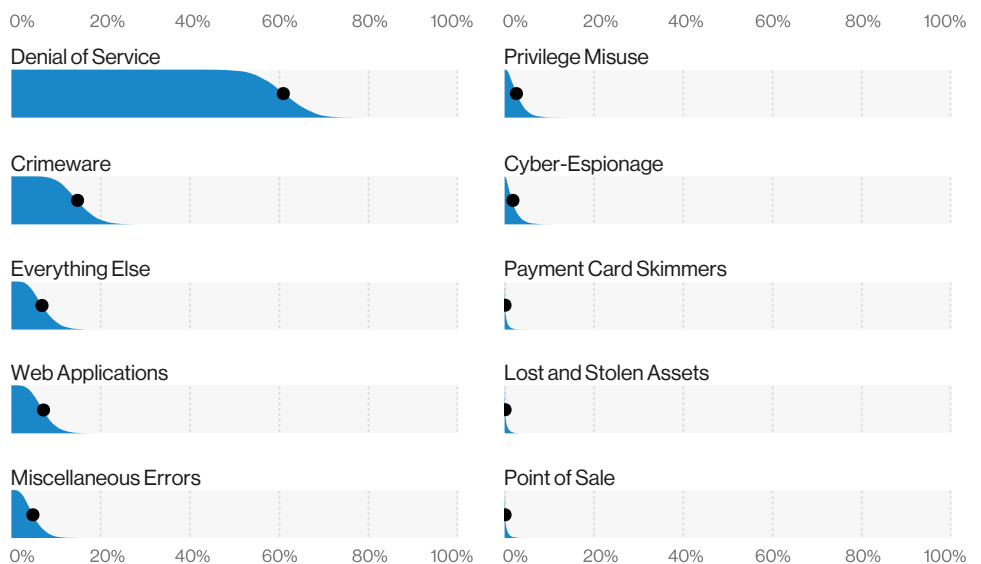 0% 20% 40% 60% 80% 100%
0% 20% 40% 60% 80% 100%
Denial of Service
Privilege Misuse
Crimeware
Cyber-Espionage
Everything Else
Payment Card Skimmers
Web Applications
Lost and Stolen Assets
Miscellaneous Errors
Point of Sale
0% 20% 40% 60% 80% 100%
0% 20% 40% 60% 80% 100%